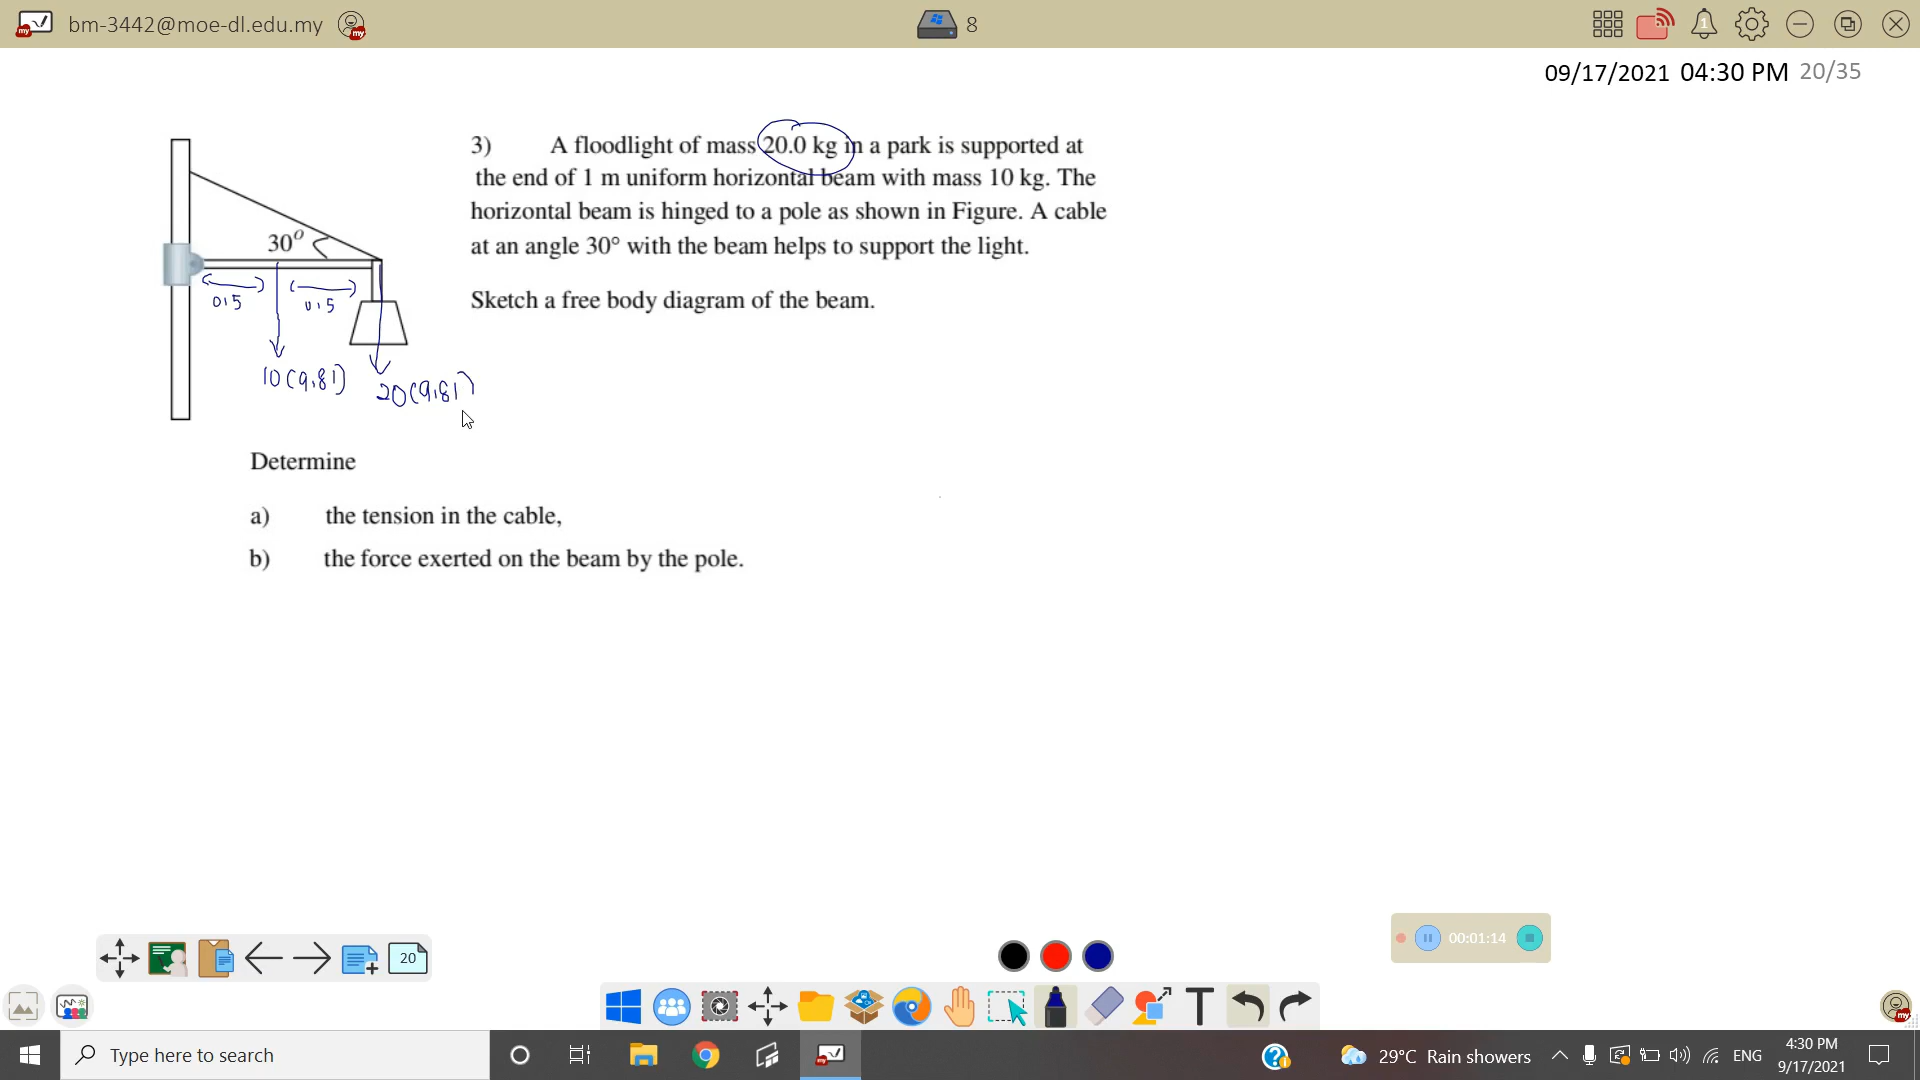 bm-3442@moe-dl.edu.my
8
1
09/17/2021 04:30 PM 20/35
3) A floodlight of mass 20.0 kg in a park is supported at
the end of 1 m uniform horizontal beam with mass 10 kg. The
horizontal beam is hinged to a pole as shown in Figure. A cable
at an angle 30° with the beam helps to support the light.
Sketch a free body diagram of the beam.
30°
0.5
0.5
10(9.81)
20(9.81)
Determine
a) the tension in the cable,
b) the force exerted on the beam by the pole.
00:01:14
20
T
my
Type here to search
29°C Rain showers
ENG
4:30 PM
9/17/2021